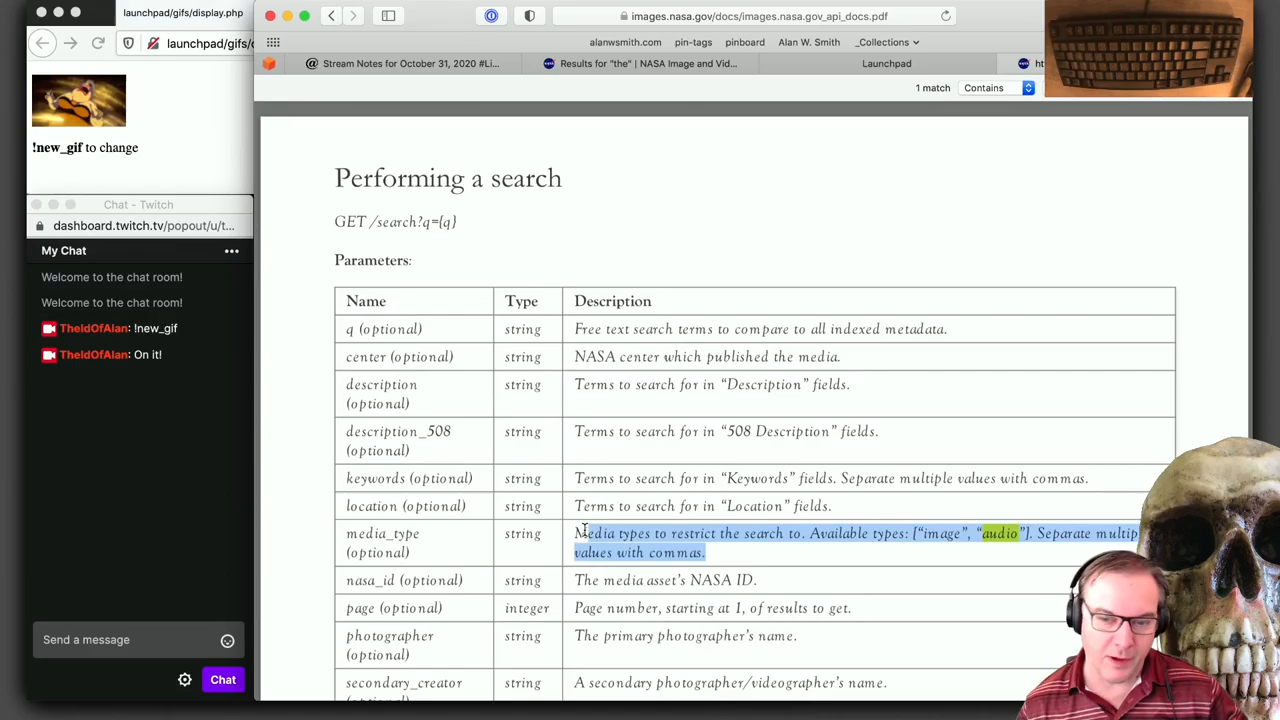 launchpad/gifs/display.php
launchpad/gifs/
!new_gif to change
Chat - Twitch
dashboard.twitch.tv/popout/u/t...
My Chat
Welcome to the chat room!
Welcome to the chat room!
TheIdOfAlan: !new_gif
TheIdOfAlan: On it!
Send a message
Chat
images.nasa.gov/docs/images.nasa.gov_api_docs.pdf
alanwsmith.com pin-tags pinboard Alan W. Smith _Collections
Stream Notes for October 31, 2020 #Li...
Results for "the" | NASA Image and Vid...
Launchpad
1 match Contains
Performing a search
GET /search?q={q}
Parameters:
Name Type Description
q (optional) string Free text search terms to compare to all indexed metadata.
center (optional) string NASA center which published the media.
description string Terms to search for in “Description” fields.
(optional)
description_508 string Terms to search for in “508 Description” fields.
(optional)
keywords (optional) string Terms to search for in “Keywords” fields. Separate multiple values with commas.
location (optional) string Terms to search for in “Location” fields.
media_type string Media types to restrict the search to. Available types: [“image”, “audio”]. Separate multip
(optional) values with commas.
nasa_id (optional) string The media asset’s NASA ID.
page (optional) integer Page number, starting at 1, of results to get.
photographer string The primary photographer’s name.
(optional)
secondary_creator string A secondary photographer/videographer’s name.